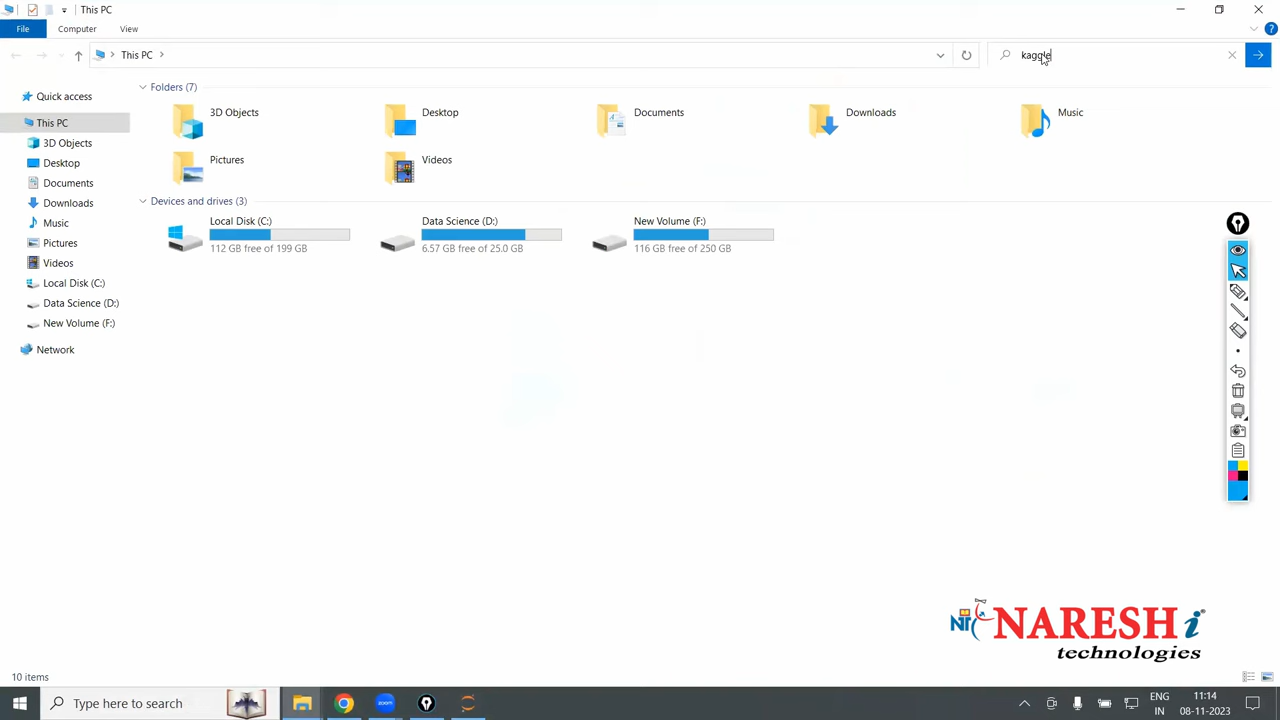 This PC
File
Computer
View
This PC
kaggle
Quick access
This PC
3D Objects
Desktop
Documents
Downloads
Music
Pictures
Videos
Local Disk (C:)
Data Science (D:)
New Volume (F:)
Network
Folders (7)
3D Objects
Desktop
Documents
Downloads
Music
Pictures
Videos
Devices and drives (3)
Local Disk (C:)
112 GB free of 199 GB
Data Science (D:)
6.57 GB free of 25.0 GB
New Volume (F:)
116 GB free of 250 GB
NT
NARESH i
technologies
10 items
Type here to search
zoom
ENG
IN
11:14
08-11-2023